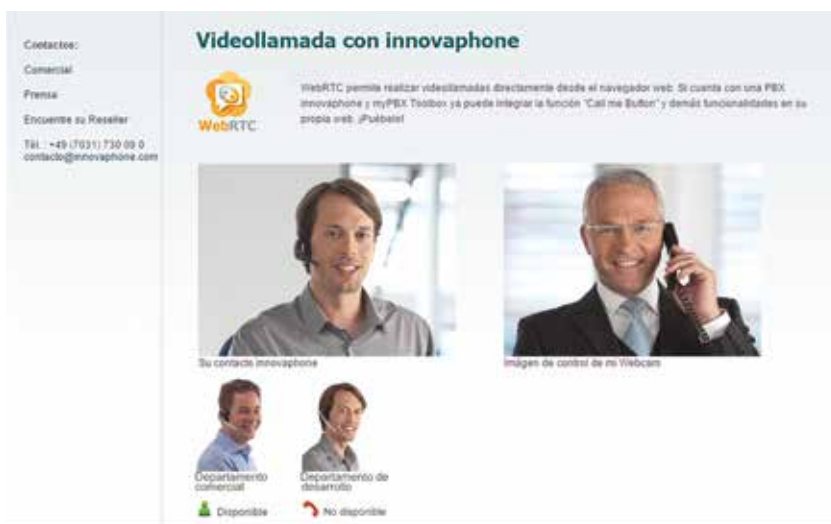 Contactos:
Comercial
Prensa
Encuentre su Reseller
Tél.: +49 (7031) 730 09 0
contacto@innovaphone.com
Videollamada con innovaphone
WebRTC
WebRTC permite realizar videollamadas directamente desde el navegador web. Si cuenta con una PBX
innovaphone y myPBX Toolbox ya puede integrar la función "Call me Button" y demás funcionalidades en su
propia web. ¡Puébelo!
Su contacto innovaphone
Imágen de control de mi Webcam
Departamento
comercial
Disponible
Departamento de
desarrollo
No disponible